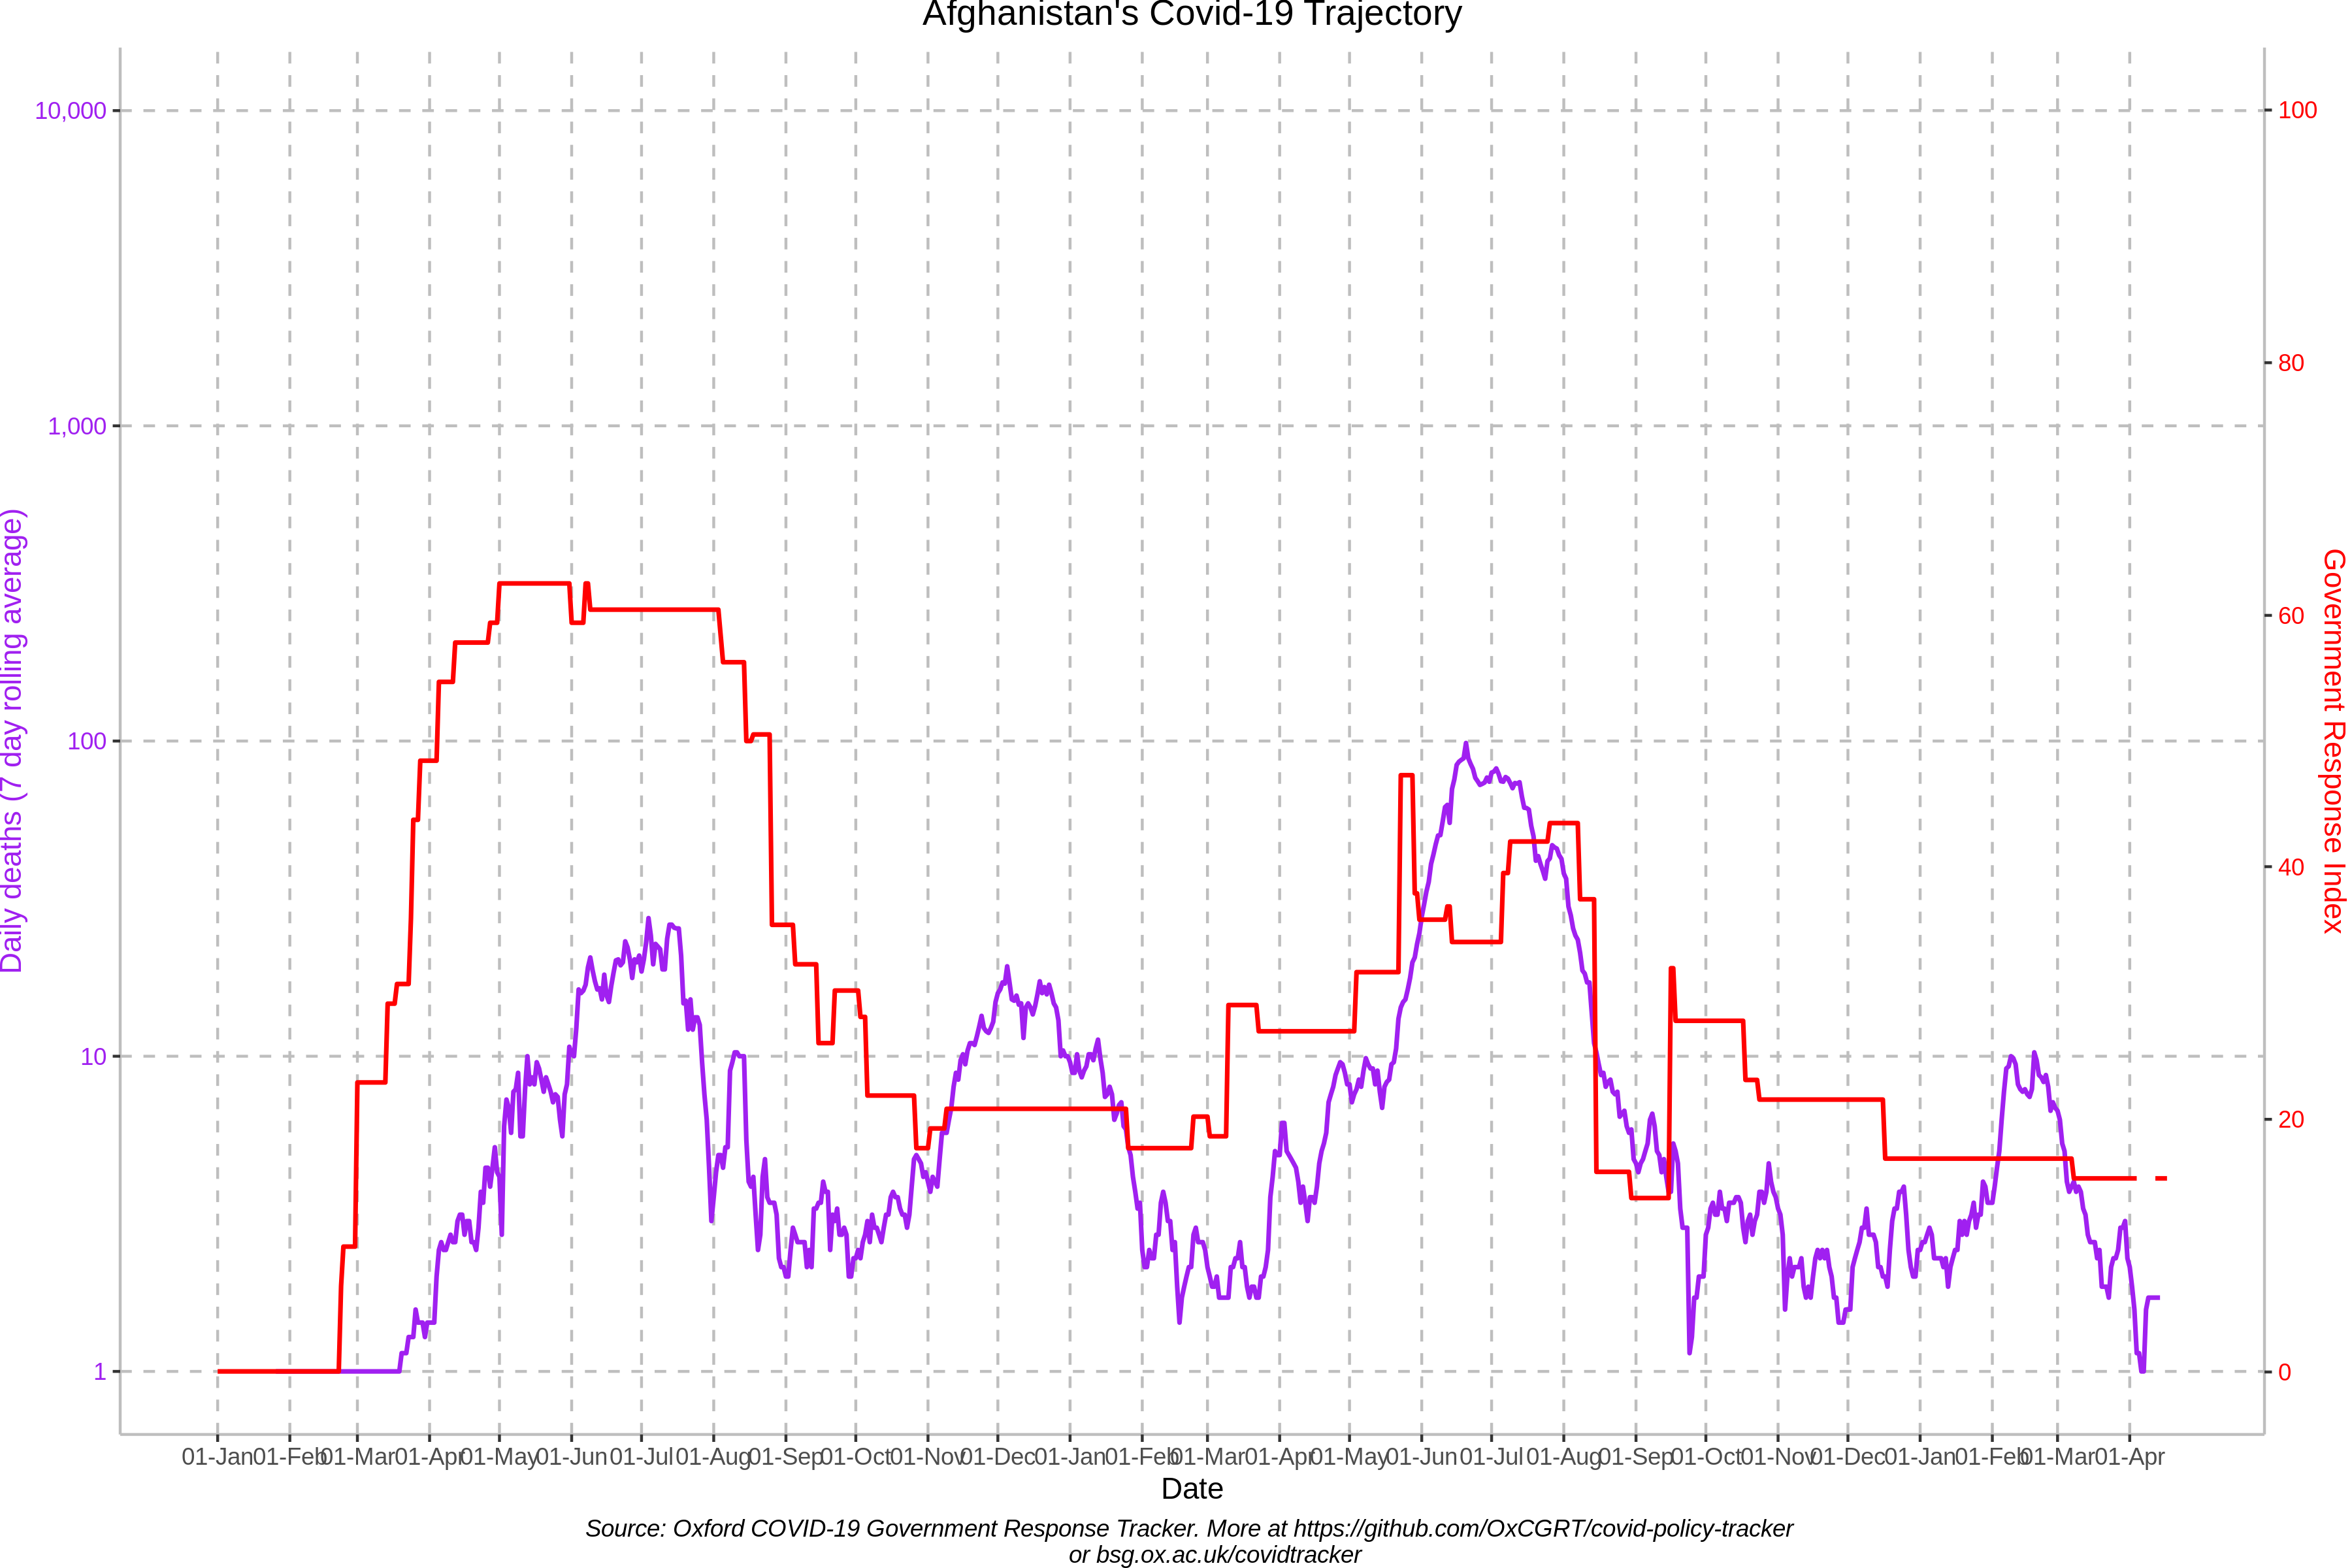 Afghanistan's Covid-19 Trajectory
Daily deaths (7 day rolling average)
10,000
1,000
100
10
1
100
80
60
40
20
0
Government Response Index
01-Jan 01-Feb 01-Mar 01-Apr 01-May 01-Jun 01-Jul 01-Aug 01-Sep 01-Oct 01-Nov 01-Dec 01-Jan 01-Feb 01-Mar 01-Apr 01-May 01-Jun 01-Jul 01-Aug 01-Sep 01-Oct 01-Nov 01-Dec 01-Jan 01-Feb 01-Mar 01-Apr
Date
Source: Oxford COVID-19 Government Response Tracker. More at https://github.com/OxCGRT/covid-policy-tracker
or bsg.ox.ac.uk/covidtracker